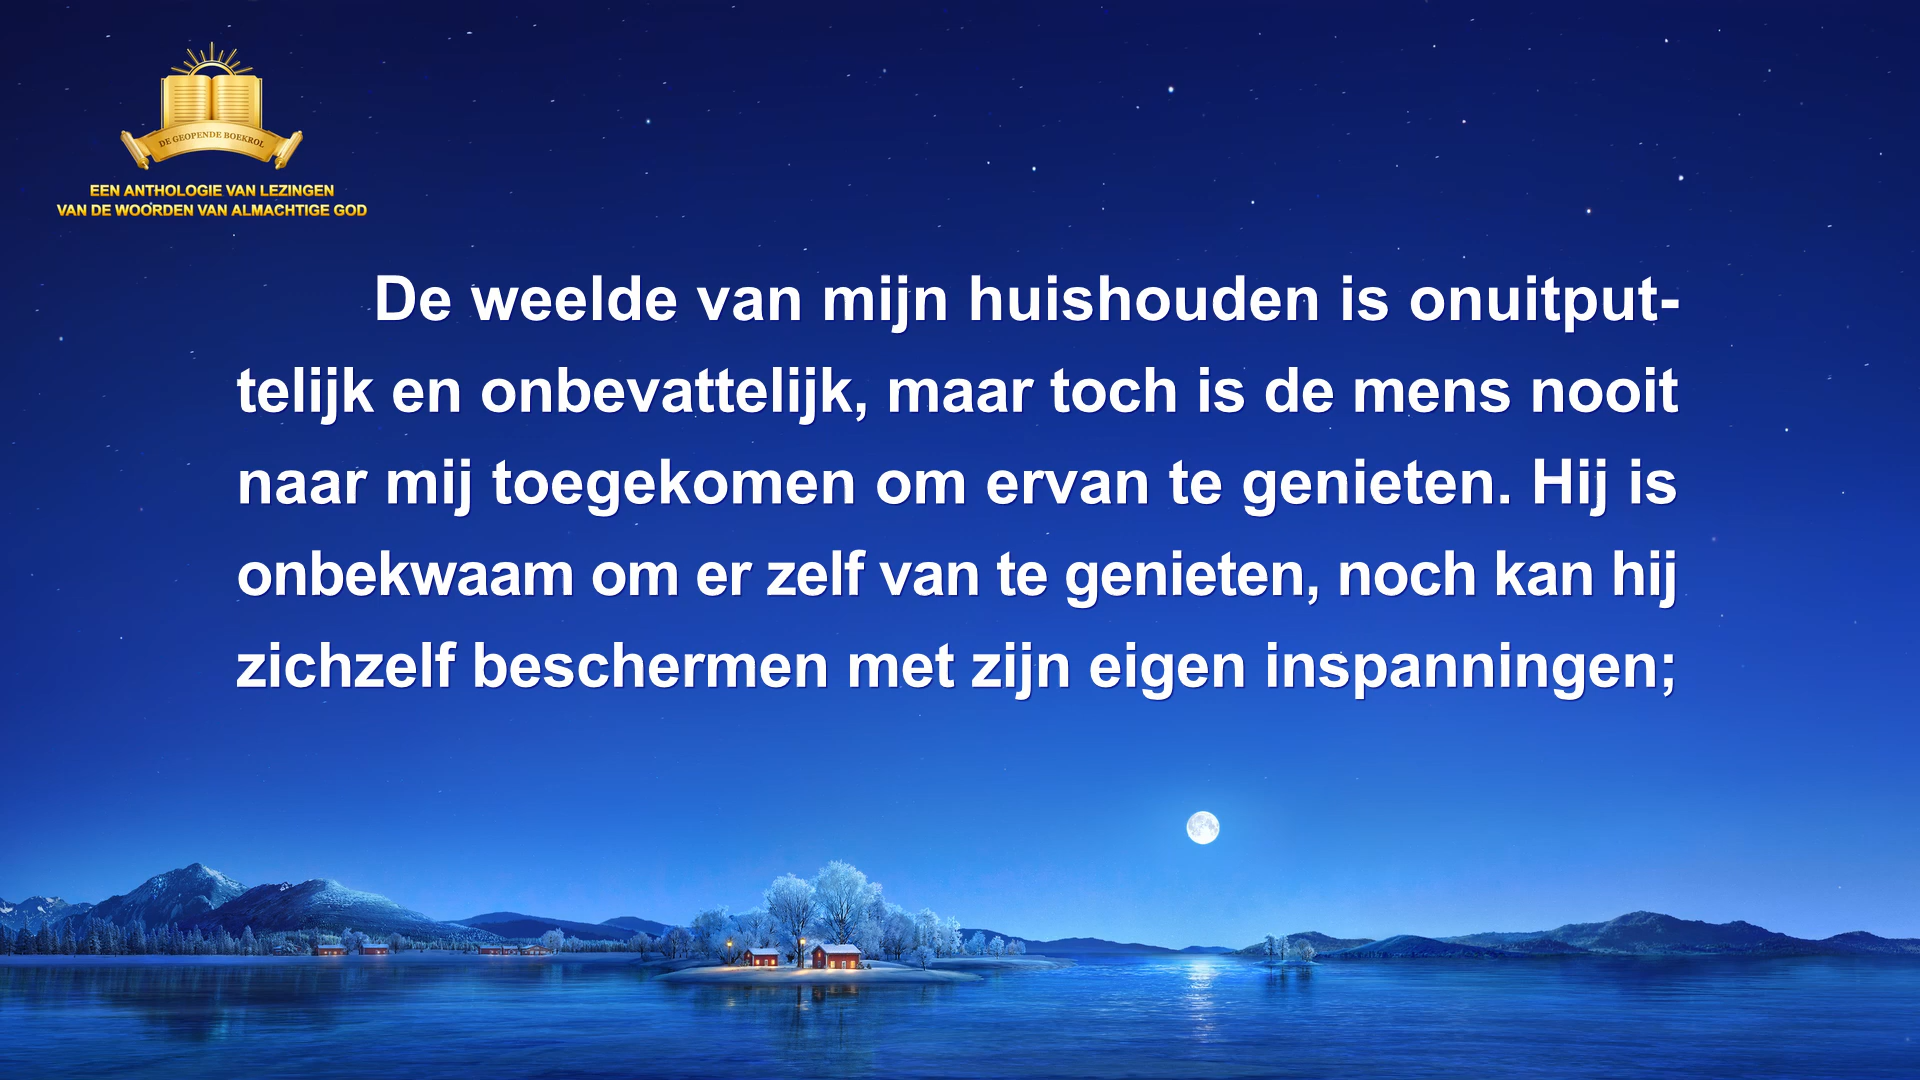 DE GEOPENDE BOEKROL
EEN ANTHOLOGIE VAN LEZINGEN
VAN DE WOORDEN VAN ALMACHTIGE GOD
De weelde van mijn huishouden is onuitput-
telijk en onbevattelijk, maar toch is de mens nooit
naar mij toegekomen om ervan te genieten. Hij is
onbekwaam om er zelf van te genieten, noch kan hij
zichzelf beschermen met zijn eigen inspanningen;